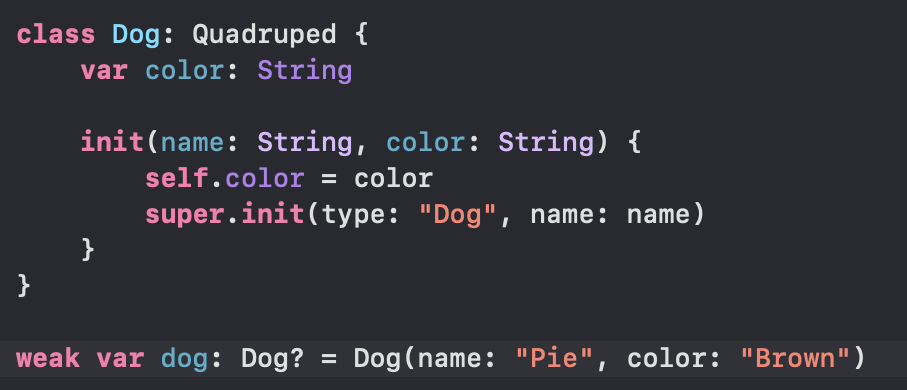 class Dog: Quadruped {
    var color: String

    init(name: String, color: String) {
        self.color = color
        super.init(type: "Dog", name: name)
    }
}

weak var dog: Dog? = Dog(name: "Pie", color: "Brown")